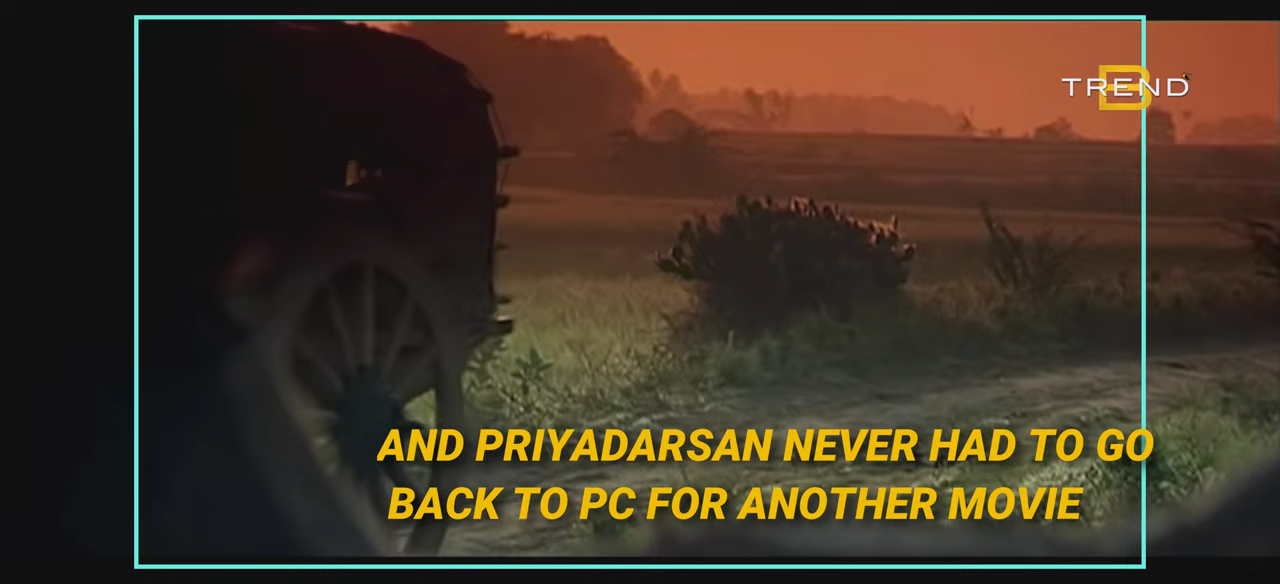 TREND
B
AND PRIYADARSAN NEVER HAD TO GO
BACK TO PC FOR ANOTHER MOVIE